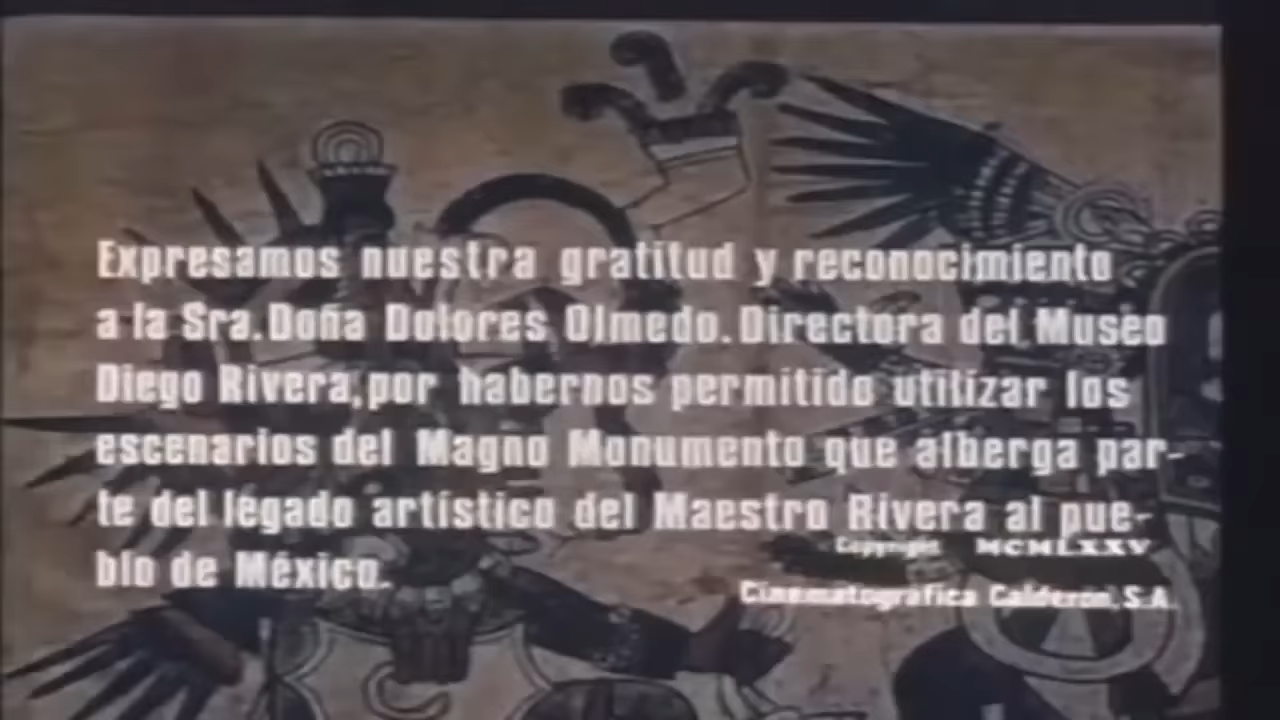 Expresamos nuestra gratitud y reconocimiento
a la Sra. Doña Dolores Olmedo. Directora del Museo
Diego Rivera, por habernos permitido utilizar los
escenarios del Magno Monumento que alberga par-
te del legado artístico del Maestro Rivera al pue-
blo de México.
Copyright MCMLXXV
Cinematográfica Calderon, S.A.